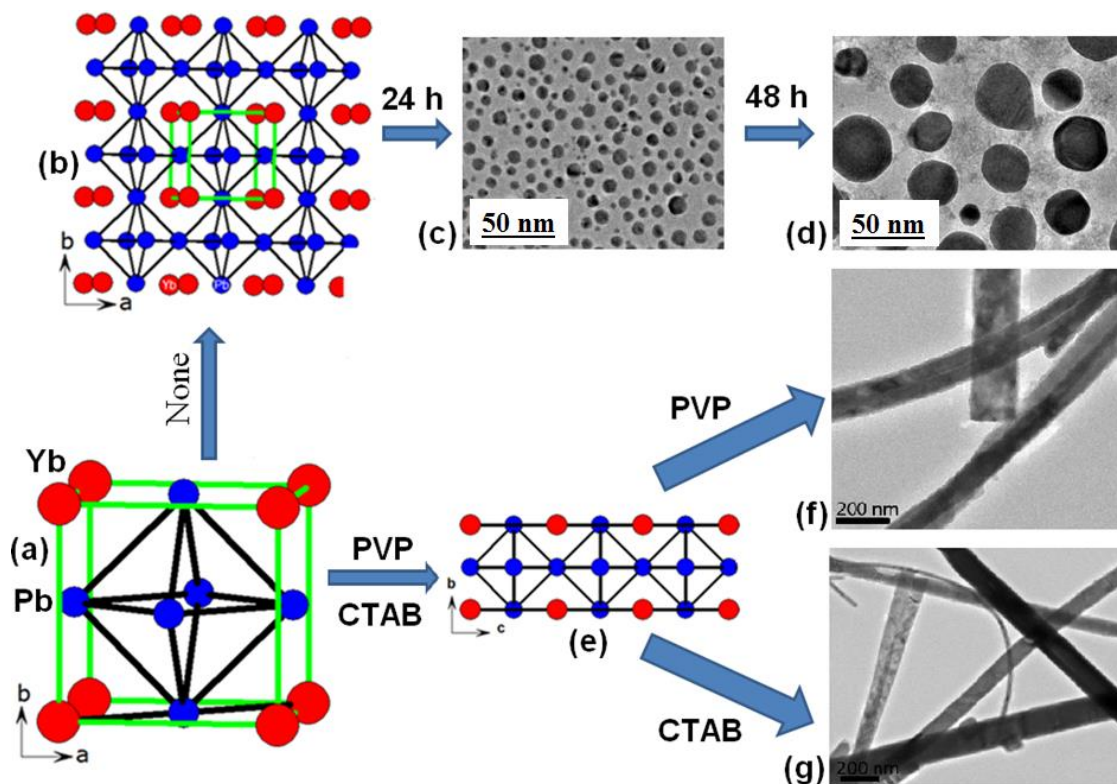 (b)
b
a
Yb
Pb
24 h
50 nm
(c)
48 h
50 nm
(d)
None
Yb
(a)
Pb
b
a
PVP
CTAB
b
c
(e)
PVP
200 nm
(f)
CTAB
200 nm
(g)